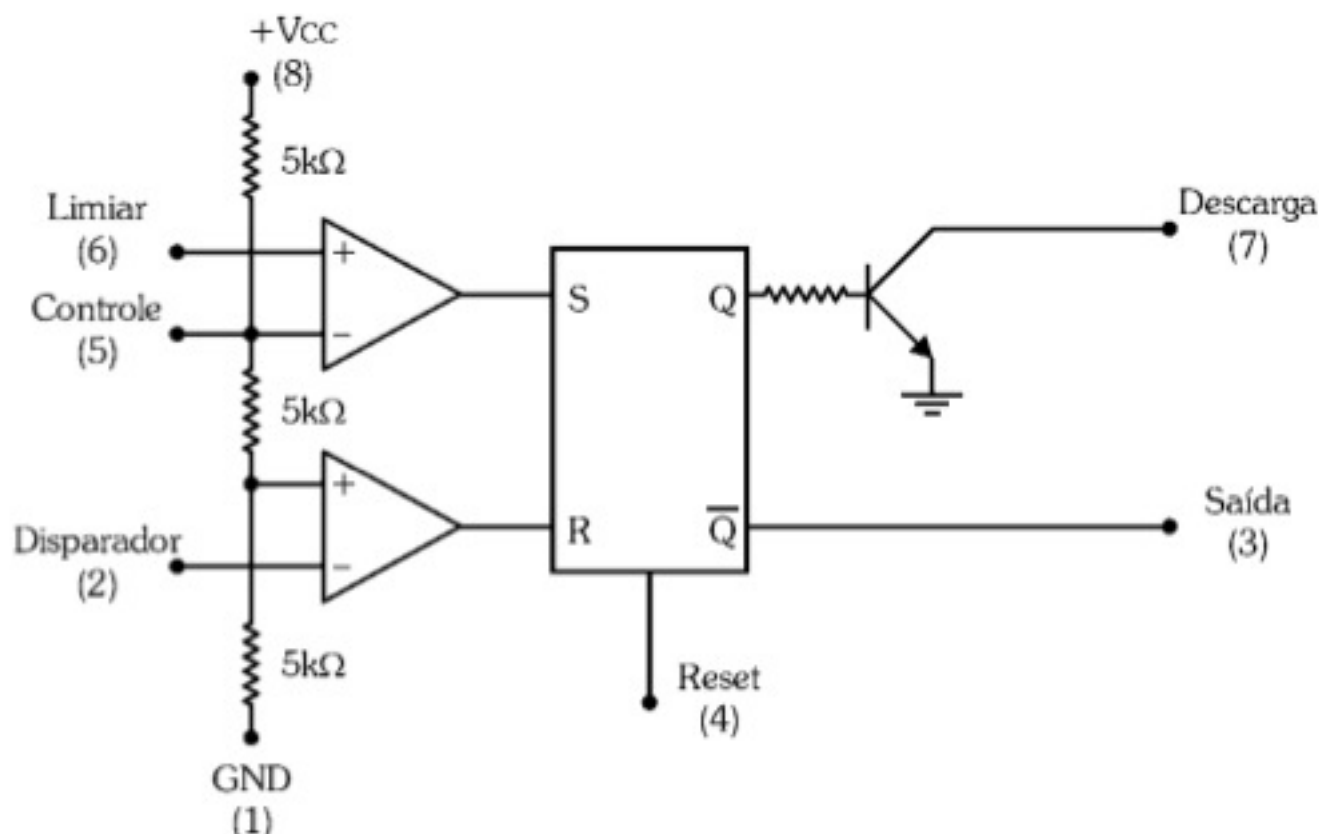 +VCC
(8)
5kΩ
Limiar
(6)
Controle
(5)
+
−
S
Q
Descarga
(7)
5kΩ
+
−
Disparador
(2)
R
Q̅
Saída
(3)
5kΩ
Reset
(4)
GND
(1)